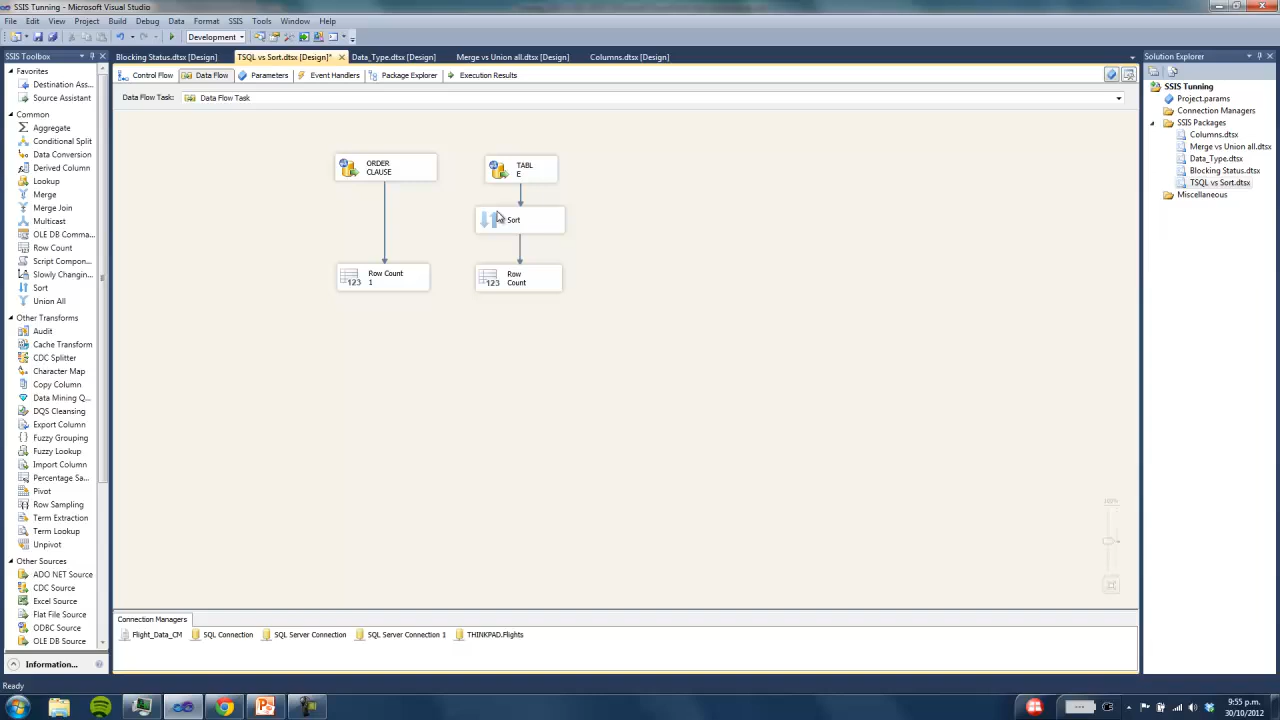 SSIS Tunning - Microsoft Visual Studio
File Edit View Project Build Debug Data Format SSIS Tools Window Help
Development
SSIS Toolbox
Blocking Status.dtsx [Design] TSQL vs Sort.dtsx [Design]* Data_Type.dtsx [Design] Merge vs Union all.dtsx [Design] Columns.dtsx [Design]
Control Flow Data Flow Parameters Event Handlers Package Explorer Execution Results
Data Flow Task: Data Flow Task
Favorites
Destination Ass...
Source Assistant
Common
Aggregate
Conditional Split
Data Conversion
Derived Column
Lookup
Merge
Merge Join
Multicast
OLE DB Comma...
Row Count
Script Compon...
Slowly Changin...
Sort
Union All
Other Transforms
Audit
Cache Transform
CDC Splitter
Character Map
Copy Column
Data Mining Q...
DQS Cleansing
Export Column
Fuzzy Grouping
Fuzzy Lookup
Import Column
Percentage Sa...
Pivot
Row Sampling
Term Extraction
Term Lookup
Unpivot
Other Sources
ADO NET Source
CDC Source
Excel Source
Flat File Source
ODBC Source
OLE DB Source
Information...
ORDER
CLAUSE
TABL
E
Sort
Row Count
1
Row
Count
123
123
100%
Connection Managers
Flight_Data_CM SQL Connection SQL Server Connection SQL Server Connection 1 THINKPAD.Flights
Solution Explorer
SSIS Tunning
Project.params
Connection Managers
SSIS Packages
Columns.dtsx
Merge vs Union all.dtsx
Data_Type.dtsx
Blocking Status.dtsx
TSQL vs Sort.dtsx
Miscellaneous
Ready
9:55 p.m.
30/10/2012